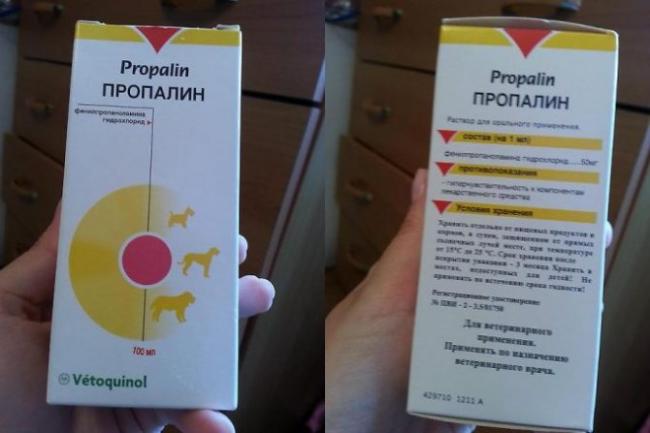 Propalin
ПРОПАЛИН
фенилпропаноламина
гидрохлорид
100 мл
Vétoquinol
Propalin
ПРОПАЛИН
Раствор для орального применения.
состав (на 1 мл)
фенилпропаноламина гидрохлорид.....50мг
противопоказания
- гиперчувствительность к компонентам
лекарственного средства
Условия хранения
Хранить отдельно от пищевых продуктов и
кормов, в сухом, защищенном от прямых
солнечных лучей месте, при температуре
от 15°C до 25 °C. Срок хранения после
вскрытия упаковки - 3 месяца Хранить в
местах, недоступных для детей! Не
применять по истечению срока годности!
Регистрационное удостоверение:
№ ПВИ - 2 -
Для ветеринарного
применения.
Применять по назначению
ветеринарного врача.
429710 1211 A